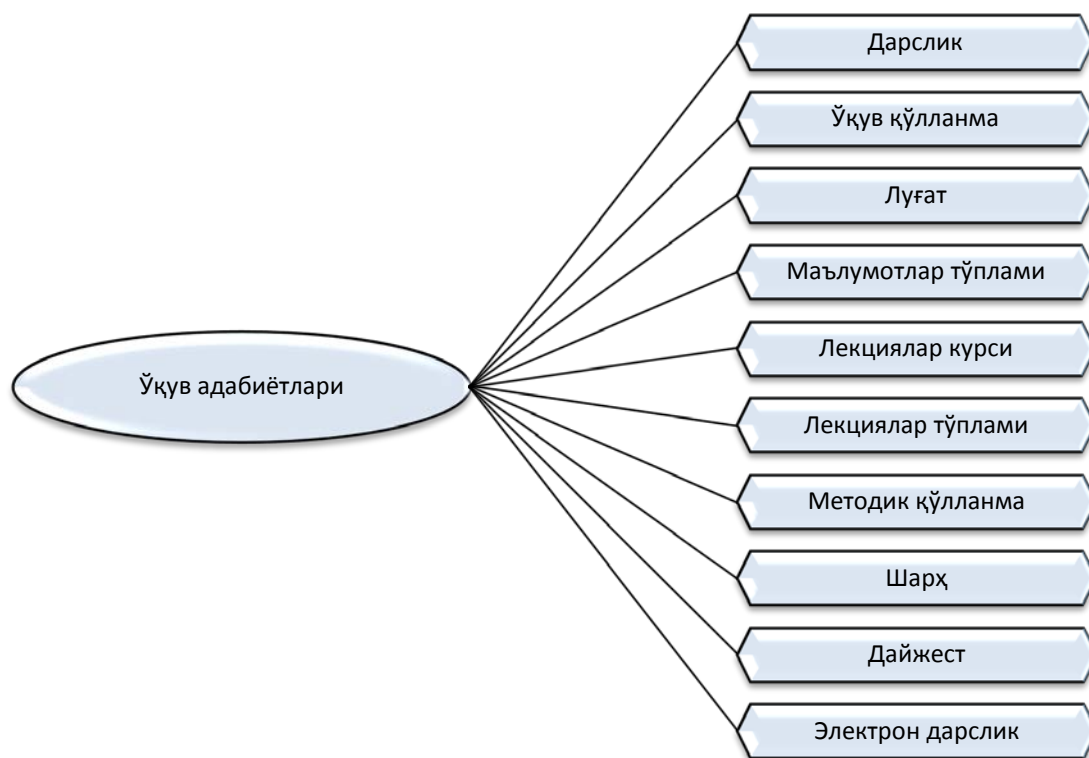 Дарслик
Ўқув қўлланма
Луғат
Маълумотлар тўплами
Лекциялар курси
Ўқув адабиётлари
Лекциялар тўплами
Методик қўлланма
Шарҳ
Дайжест
Электрон дарслик